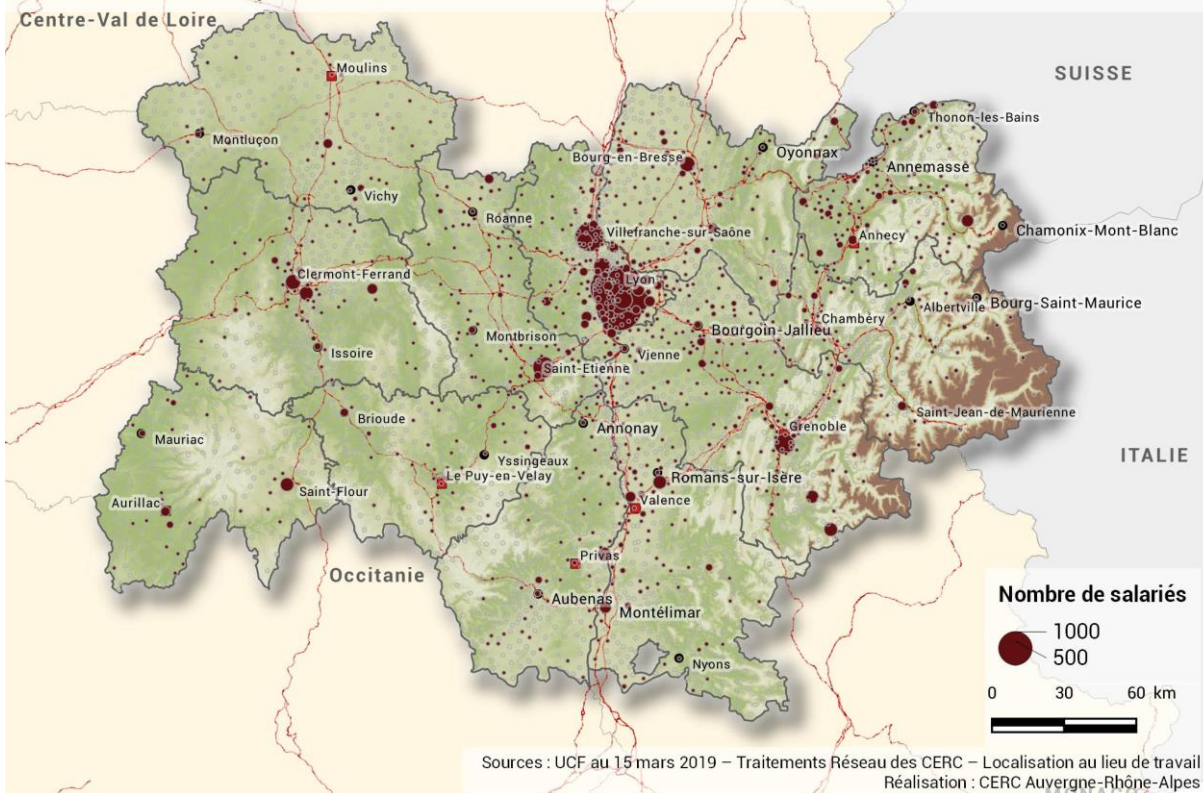 Centre-Val de Loire
Moulins
SUISSE
Thonon-les-Bains
Montluçon
Oyonnax
Bourg-en-Bresse
Annemasse
Vichy
Roanne
Chamonix-Mont-Blanc
Villefranche-sur-Saône
Annecy
Clermont-Ferrand
Lyon
Albertville
Bourg-Saint-Maurice
Chambéry
Montbrison
Bourgoin-Jallieu
Issoire
Vienne
Saint-Etienne
Brioude
Saint-Jean-de-Maurienne
Annonay
Grenoble
Mauriac
Yssingeaux
ITALIE
Le Puy-en-Velay
Romans-sur-Isère
Saint-Flour
Aurillac
Valence
Privas
Occitanie
Aubenas
Montélimar
Nyons
Nombre de salariés
1000
500
0 30 60 km
Sources : UCF au 15 mars 2019 – Traitements Réseau des CERC – Localisation au lieu de travail
Réalisation : CERC Auvergne-Rhône-Alpes